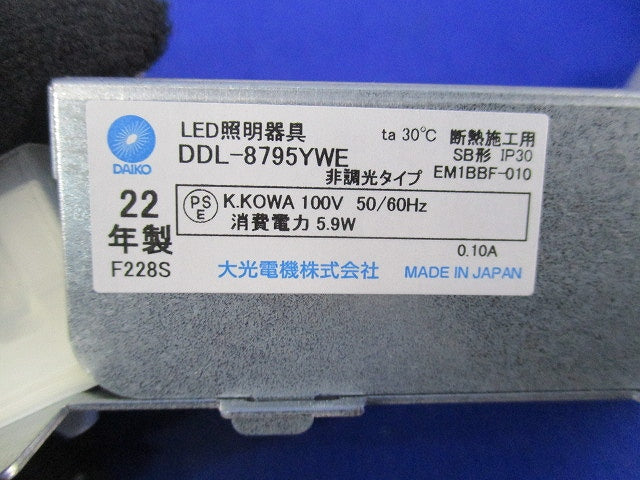 LED照明器具 ta 30℃ 断熱施工用
DDL-8795YWE SB形 IP30
非調光タイプ EM1BBF-010
DAIKO
22
年製
F228S
PS
E
K.KOWA 100V 50/60Hz
消費電力 5.9W
0.10A
大光電機株式会社 MADE IN JAPAN